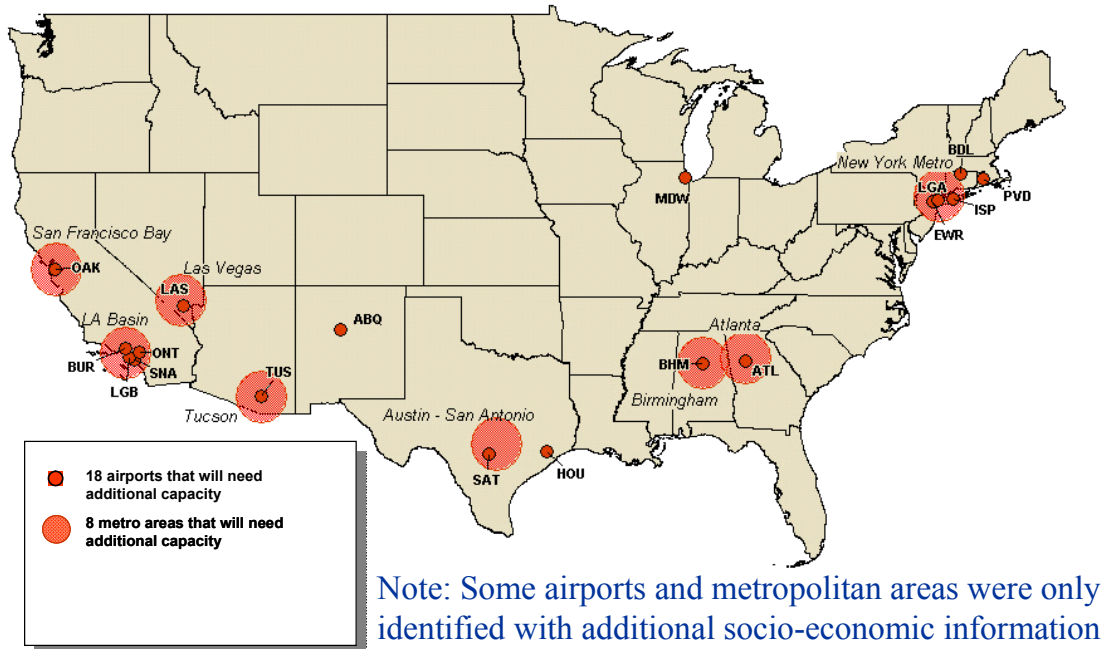 BDL
New York Metro
LGA
MDW
PVD
ISP
EWR
San Francisco Bay
OAK
Las Vegas
LAS
LA Basin
ABQ
Atlanta
BUR
ONT
SNA
LGB
TUS
BHM
ATL
Tucson
Birmingham
Austin - San Antonio
SAT
HOU
18 airports that will need
additional capacity
8 metro areas that will need
additional capacity
Note: Some airports and metropolitan areas were only
identified with additional socio-economic information